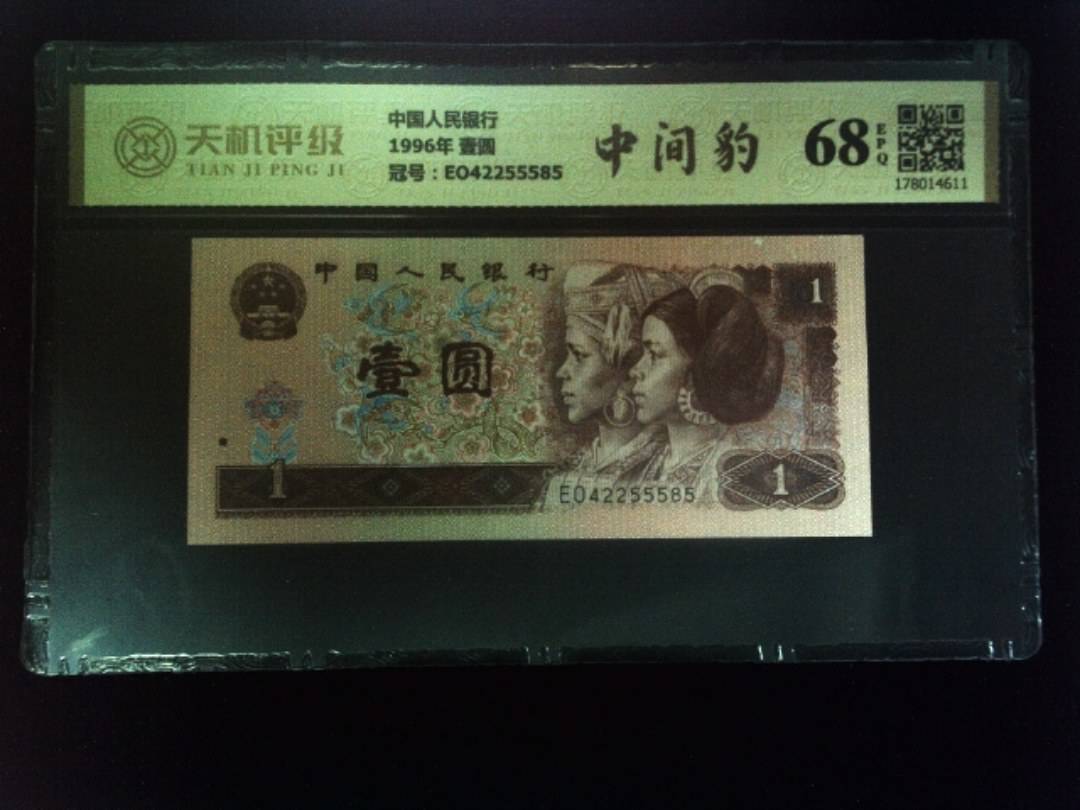 天机评级
TIAN JI PING JI
中国人民银行
1996年 壹圆
冠号：EO42255585
中间豹
68
EPQ
178014611
中国人民银行
1
壹圆
1
EO42255585
1